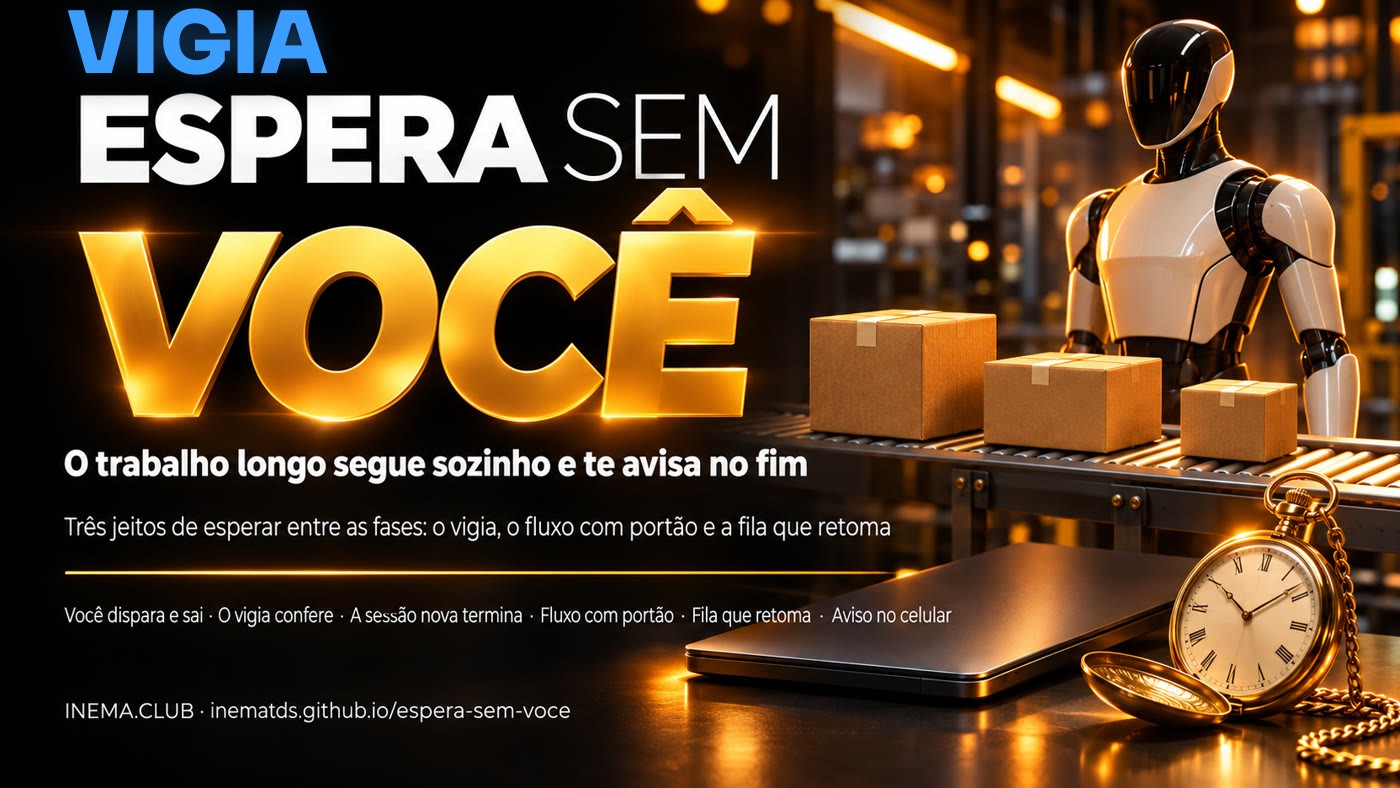 VIGIA
ESPERA SEM
VOCÊ
O trabalho longo segue sozinho e te avisa no fim
Três jeitos de esperar entre as fases: o vigia, o fluxo com portão e a fila que retoma
Você dispara e sai · O vigia confere · A sessão nova termina · Fluxo com portão · Fila que retoma · Aviso no celular
INEMA.CLUB · inematds.github.io/espera-sem-voce